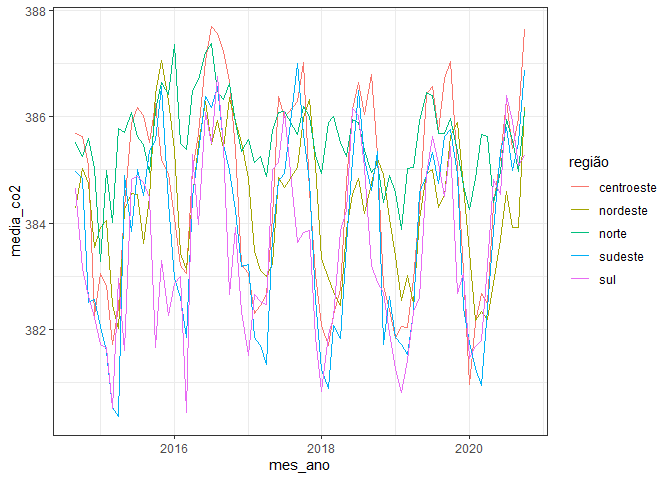 388
386
384
382
media_co2
2016
2018
2020
mes_ano
região
centroeste
nordeste
norte
sudeste
sul